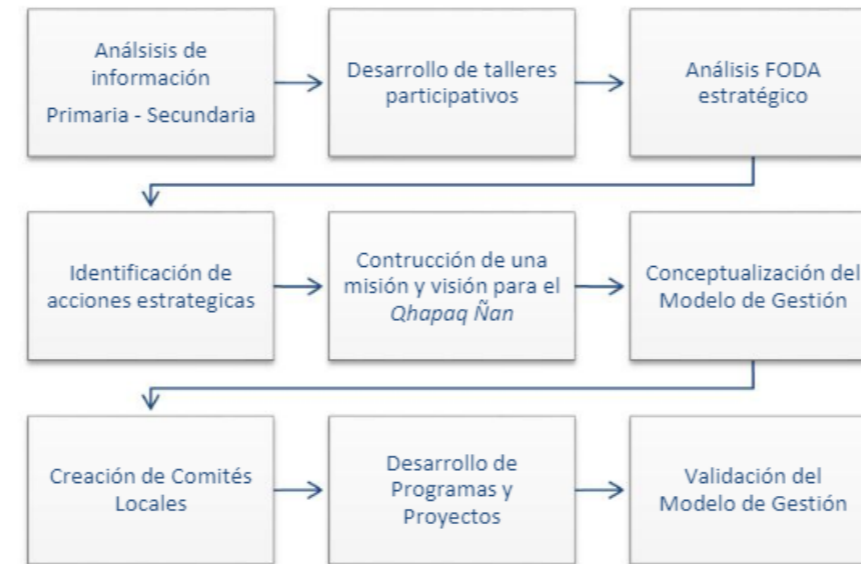 Análsisis de
información
Primaria - Secundaria
Desarrollo de talleres
participativos
Análisis FODA
estratégico
Identificación de
acciones estrategicas
Contrucción de una
misión y visión para el
Qhapaq Ñan
Conceptualización del
Modelo de Gestión
Creación de Comités
Locales
Desarrollo de
Programas y
Proyectos
Validación del
Modelo de Gestión